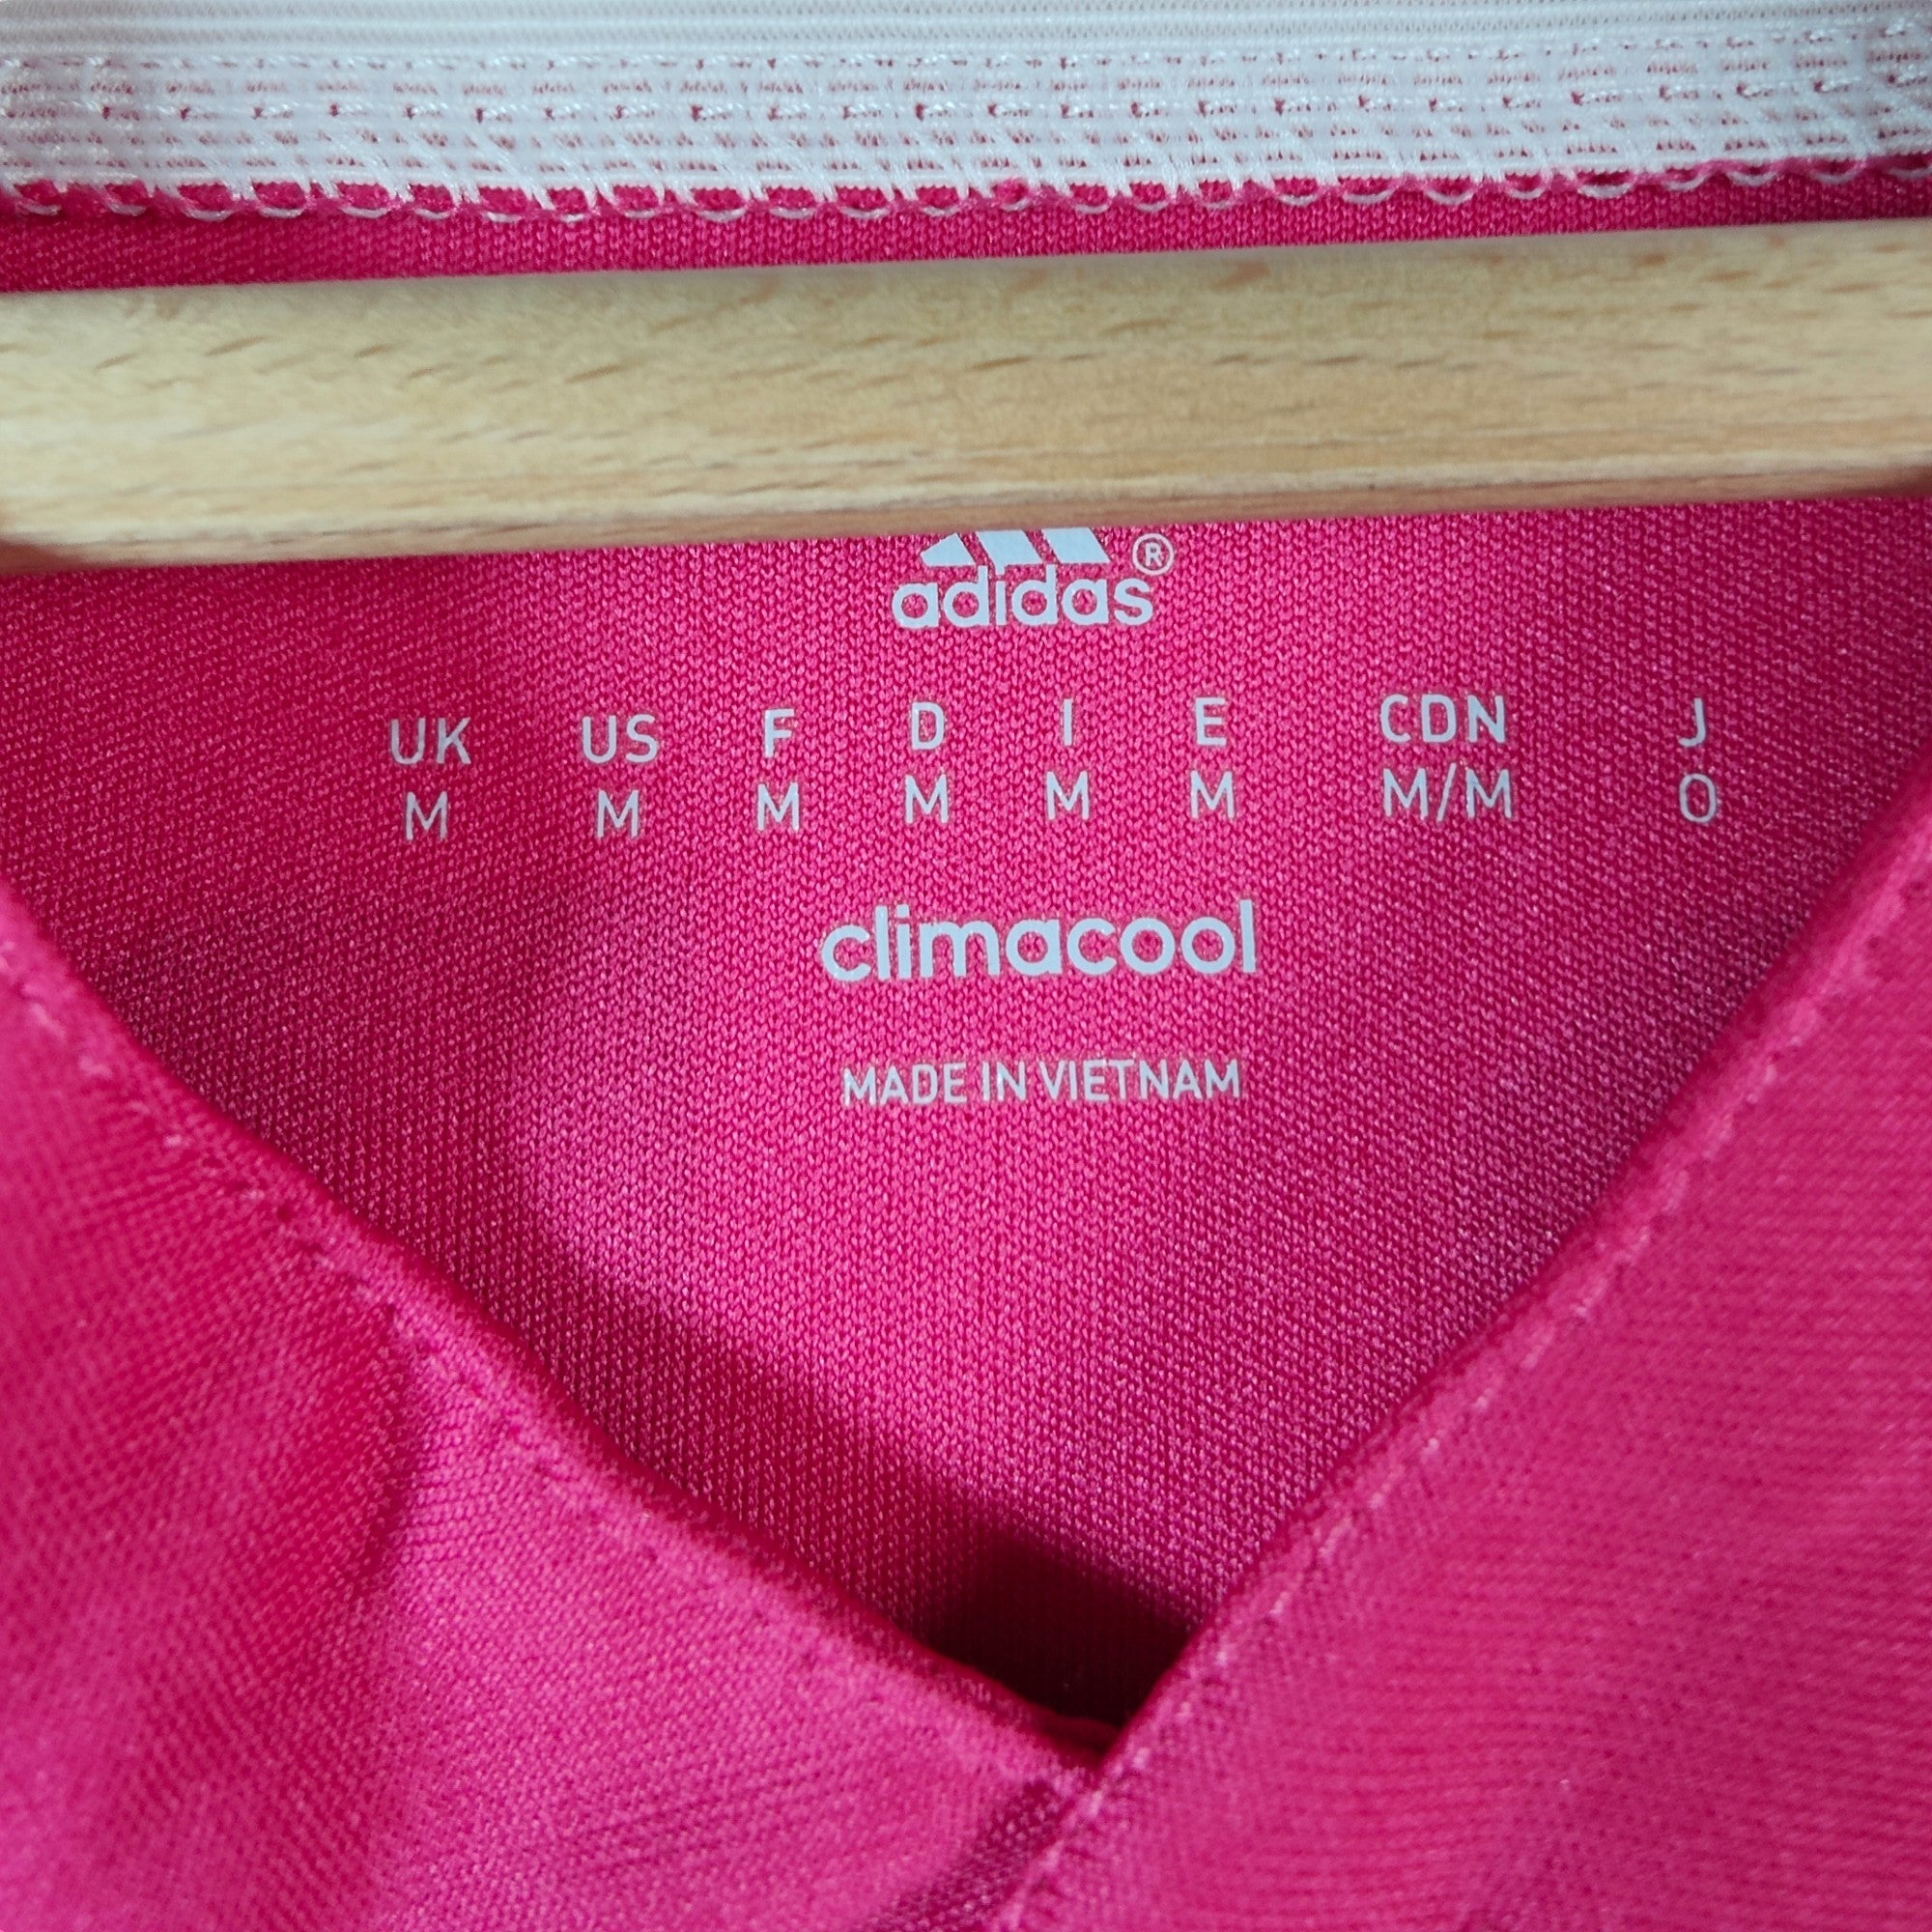 adidas®
UK US F D I E CDN J
M M M M M M M/M O
climacool
MADE IN VIETNAM